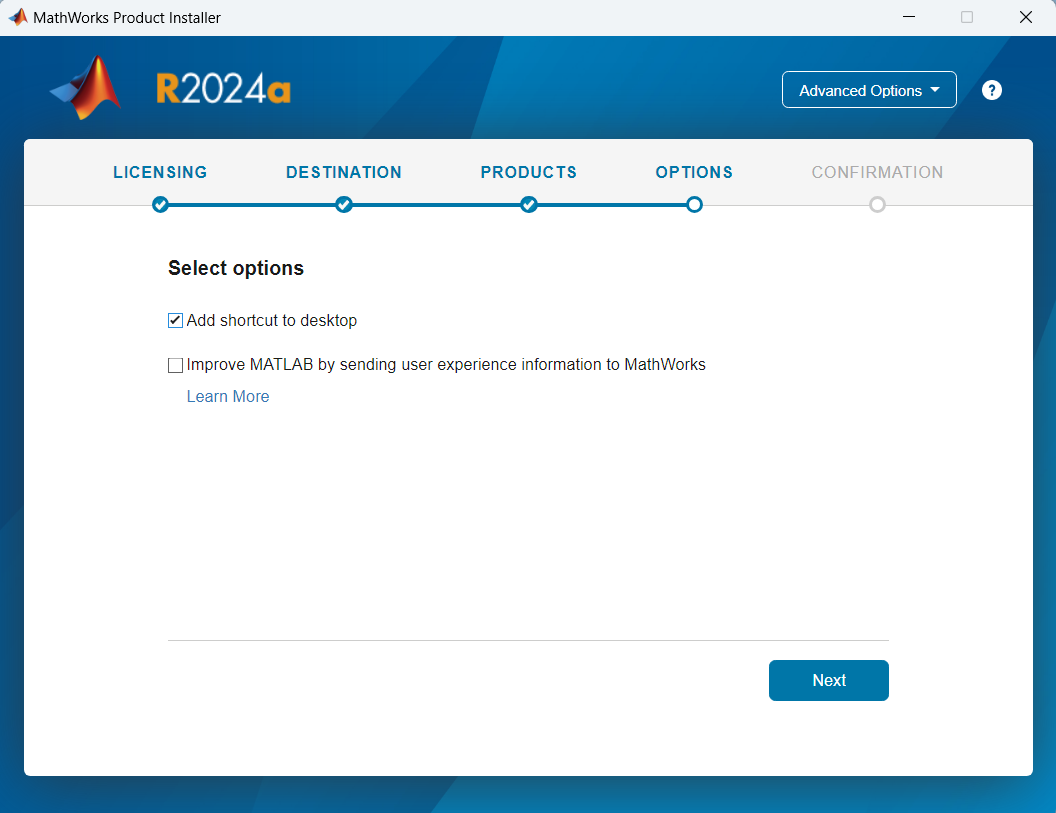 MathWorks Product Installer
R2024a
Advanced Options
?
LICENSING DESTINATION PRODUCTS OPTIONS CONFIRMATION
Select options
Add shortcut to desktop
Improve MATLAB by sending user experience information to MathWorks
Learn More
Next